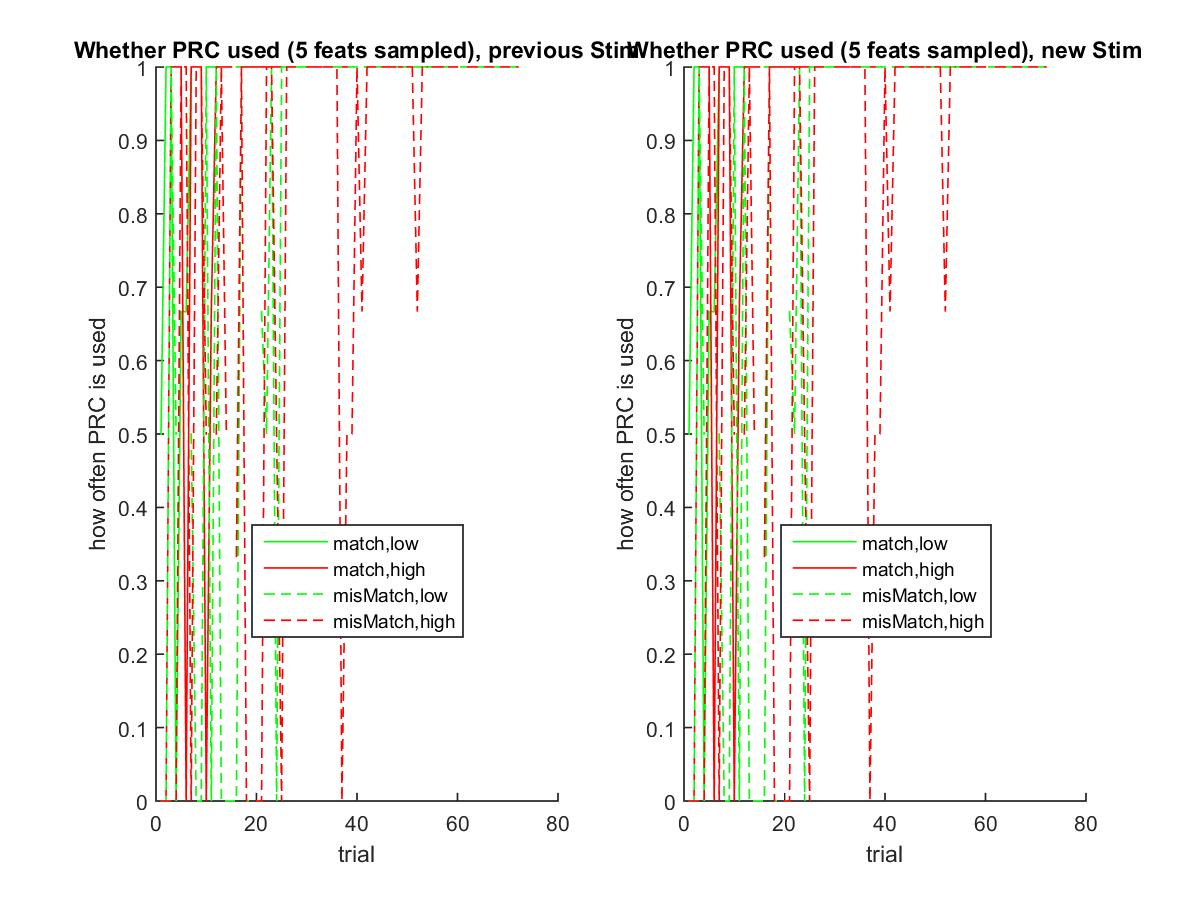 Whether PRC used (5 feats sampled), previous Stim
Whether PRC used (5 feats sampled), new Stim
how often PRC is used
1
0.9
0.8
0.7
0.6
0.5
0.4
0.3
0.2
0.1
0
match,low
match,high
misMatch,low
misMatch,high
0 20 40 60 80
trial
how often PRC is used
1
0.9
0.8
0.7
0.6
0.5
0.4
0.3
0.2
0.1
0
match,low
match,high
misMatch,low
misMatch,high
0 20 40 60 80
trial